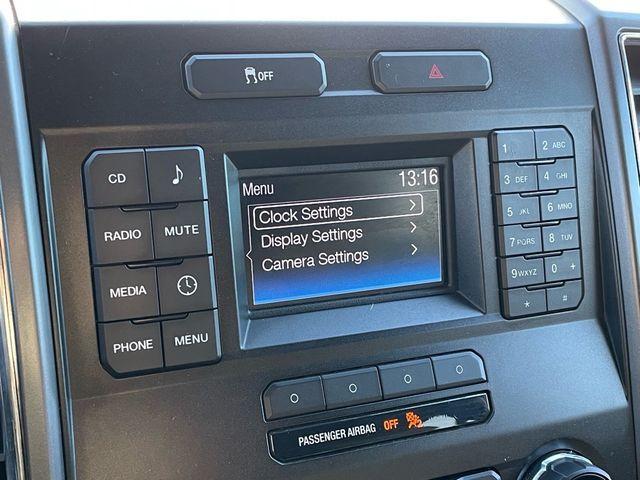 OFF
CD
RADIO MUTE
MEDIA
PHONE MENU
Menu 13:16
Clock Settings >
Display Settings >
Camera Settings >
1 2 ABC
3 DEF 4 GHI
5 JKL 6 MNO
7 PQRS 8 TUV
9 WXYZ 0 +
* #
PASSENGER AIRBAG OFF